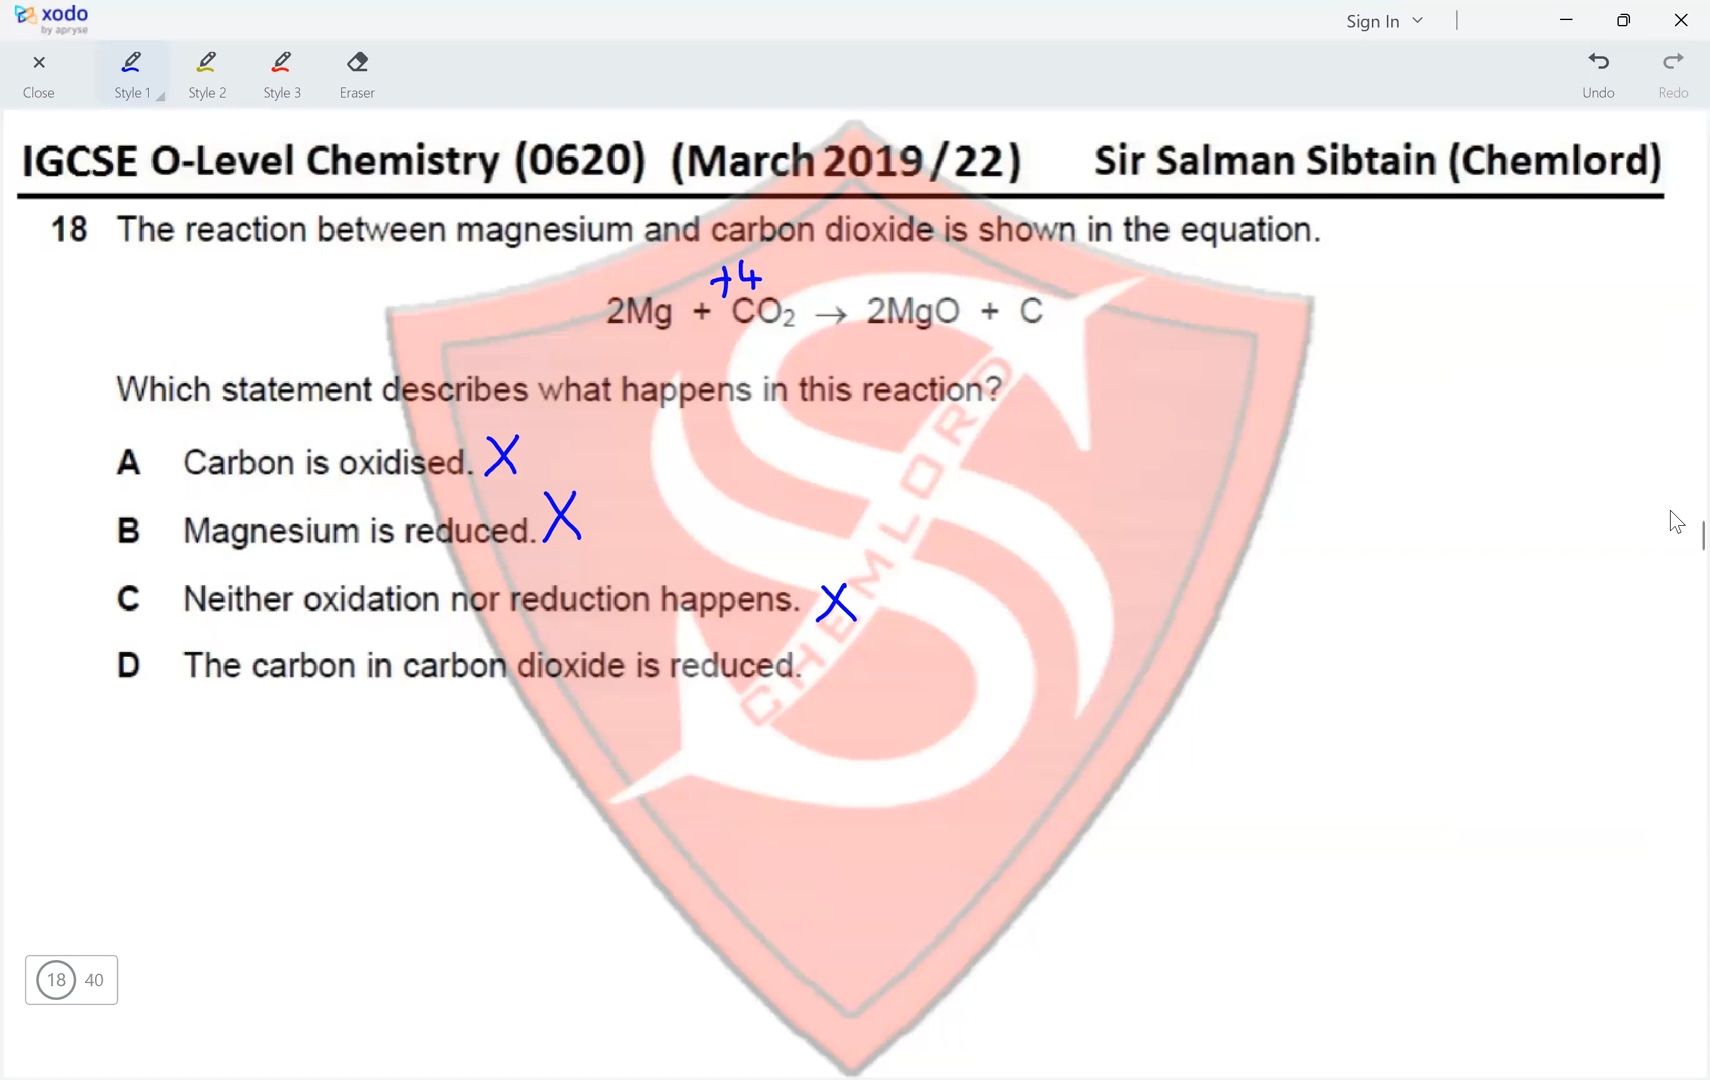 xodo
by apryse
Sign In
Close
Style 1
Style 2
Style 3
Eraser
Undo
Redo
IGCSE O-Level Chemistry (0620) (March 2019/22) Sir Salman Sibtain (Chemlord)
18 The reaction between magnesium and carbon dioxide is shown in the equation.
+4
2Mg + CO₂ → 2MgO + C
Which statement describes what happens in this reaction?
A Carbon is oxidised. X
B Magnesium is reduced. X
C Neither oxidation nor reduction happens. X
D The carbon in carbon dioxide is reduced.
CHEMLORD
18 40